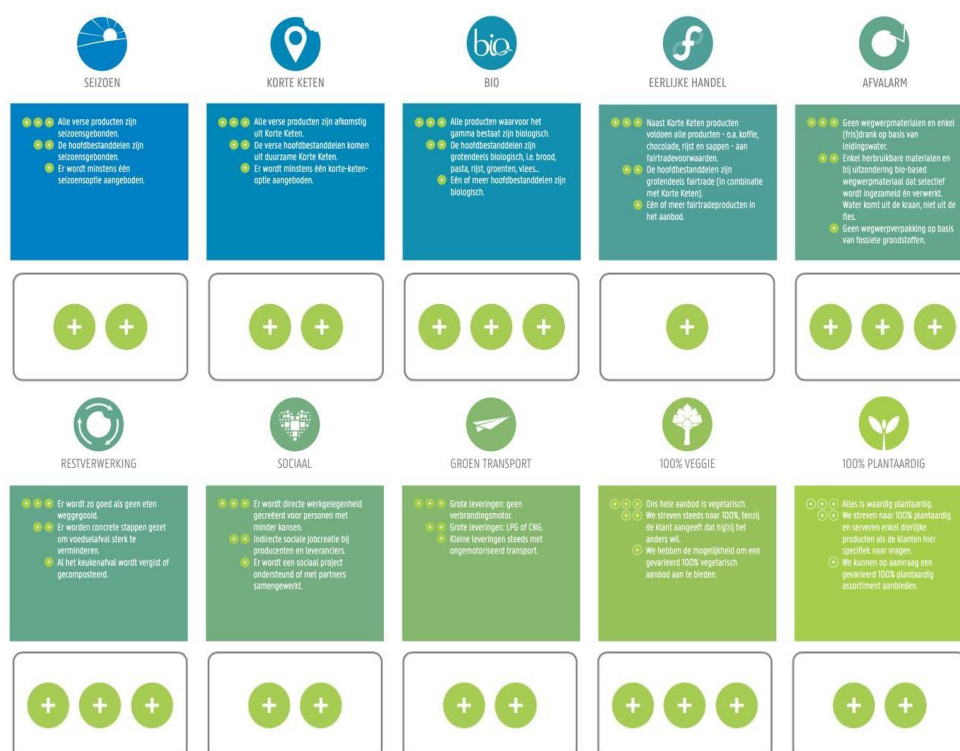 bio
f
SEIZOEN
KORTE KETEN
BIO
EERLIJKE HANDEL
AFVALARM
+++ Alle verse producten zijn
seizoensgebonden.
++ De hoofdbestanddelen zijn
seizoensgebonden.
+ Er wordt minstens één
seizoensoptie aangeboden.
+++ Alle verse producten zijn afkomstig
uit Korte Keten.
++ De verse hoofdbestanddelen komen
uit duurzame Korte Keten.
+ Er wordt minstens één korte-keten-
optie aangeboden.
+++ Alle producten waarvoor het
gamma bestaat zijn biologisch.
++ De hoofdbestanddelen zijn
grotendeels biologisch, i.e. brood,
pasta, rijst, groenten, vlees...
+ Eén of meer hoofdbestanddelen zijn
biologisch.
+++ Naast Korte Keten producten
voldoen alle producten - o.a. koffie,
chocolade, rijst en sappen - aan
fairtradevoorwaarden.
++ De hoofdbestanddelen zijn
grotendeels fairtrade (in combinatie
met Korte Keten).
+ Eén of meer fairtradeproducten in
het aanbod.
+++ Geen wegwerpmaterialen en enkel
(fris)drank op basis van
leidingswater.
++ Enkel herbruikbare materialen en
bij uitzondering bio-based
wegwerpmateriaal dat selectief
wordt ingezameld én verwerkt.
Water komt uit de kraan, niet uit de
fles.
+ Geen wegwerpverpakking op basis
van fossiele grondstoffen.
+ +
+ +
+ + +
+
+ + +
RESTVERWERKING
SOCIAAL
GROEN TRANSPORT
100% VEGGIE
100% PLANTAARDIG
+++ Er wordt zo goed als geen eten
weggegooid.
++ Er worden concrete stappen gezet
om voedselafval sterk te
verminderen.
+ Al het keukenafval wordt vergist of
gecomposteerd.
+++ Er wordt directe werkgelegenheid
gecreëerd voor personen met
minder kansen.
++ Indirecte sociale jobcreatie bij
producenten en leveranciers.
+ Er wordt een sociaal project
ondersteund of met partners
samengewerkt.
+++ Grote leveringen: geen
verbrandingsmotor.
++ Grote leveringen: LPG of CNG.
+ Kleine leveringen steeds met
ongemotoriseerd transport.
+++ Ons hele aanbod is vegetarisch.
++ We streven steeds naar 100%, tenzij
de klant aangeeft dat hij/zij het
anders wil.
+ We hebben de mogelijkheid om een
gevarieerd 100% vegetarisch
aanbod aan te bieden.
+++ Alles is waardig plantaardig.
++ We streven naar 100% plantaardig
en serveren enkel dierlijke
producten als de klanten hier
specifiek naar vragen.
+ We kunnen op aanvraag een
gevarieerd 100% plantaardig
assortiment aanbieden.
+ + +
+ +
+ +
+ + +
+ +